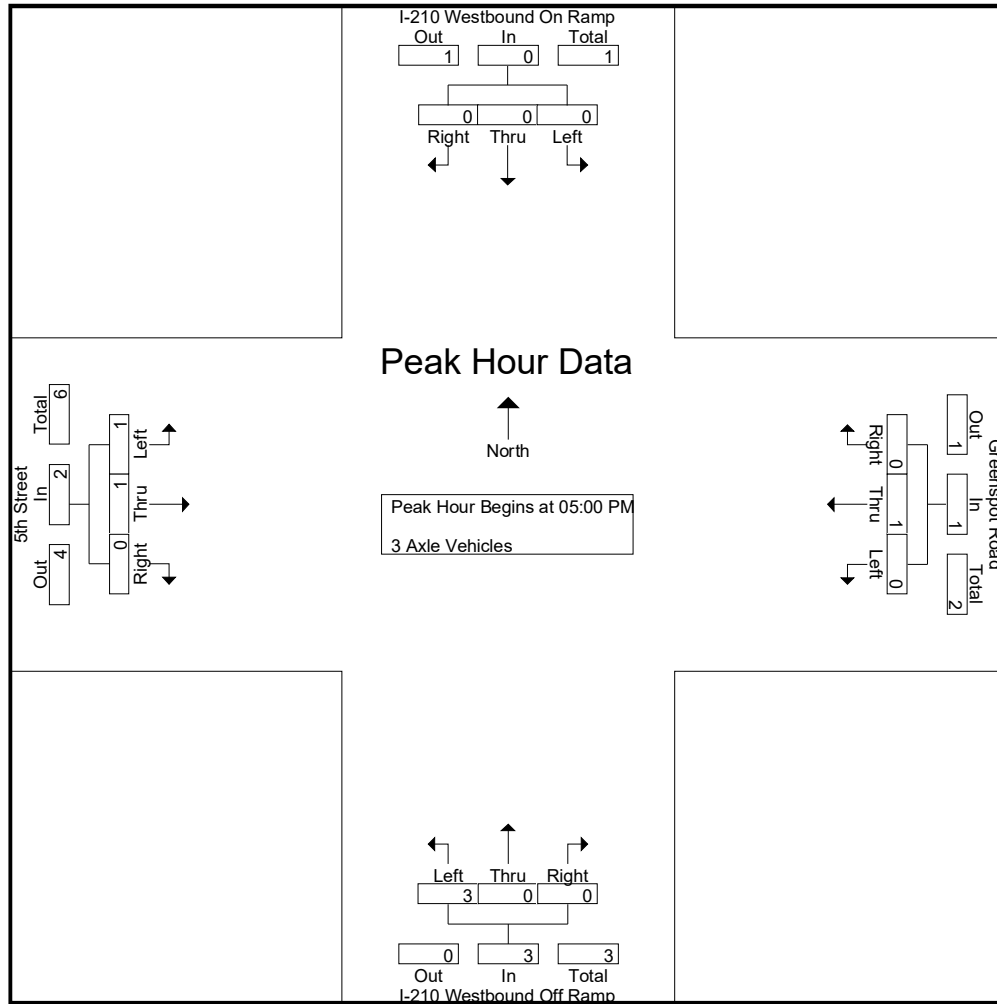 I-210 Westbound On Ramp
Out In Total
1 0 1
0 0 0
Right Thru Left
Peak Hour Data
North
Peak Hour Begins at 05:00 PM
3 Axle Vehicles
5th Street
Total In Out
6 2 4
1 1 0
Left Thru Right
Greenspot Road
Out In Total
1 1 2
0 1 0
Right Thru Left
Left Thru Right
3 0 0
0 3 3
Out In Total
I-210 Westbound Off Ramp